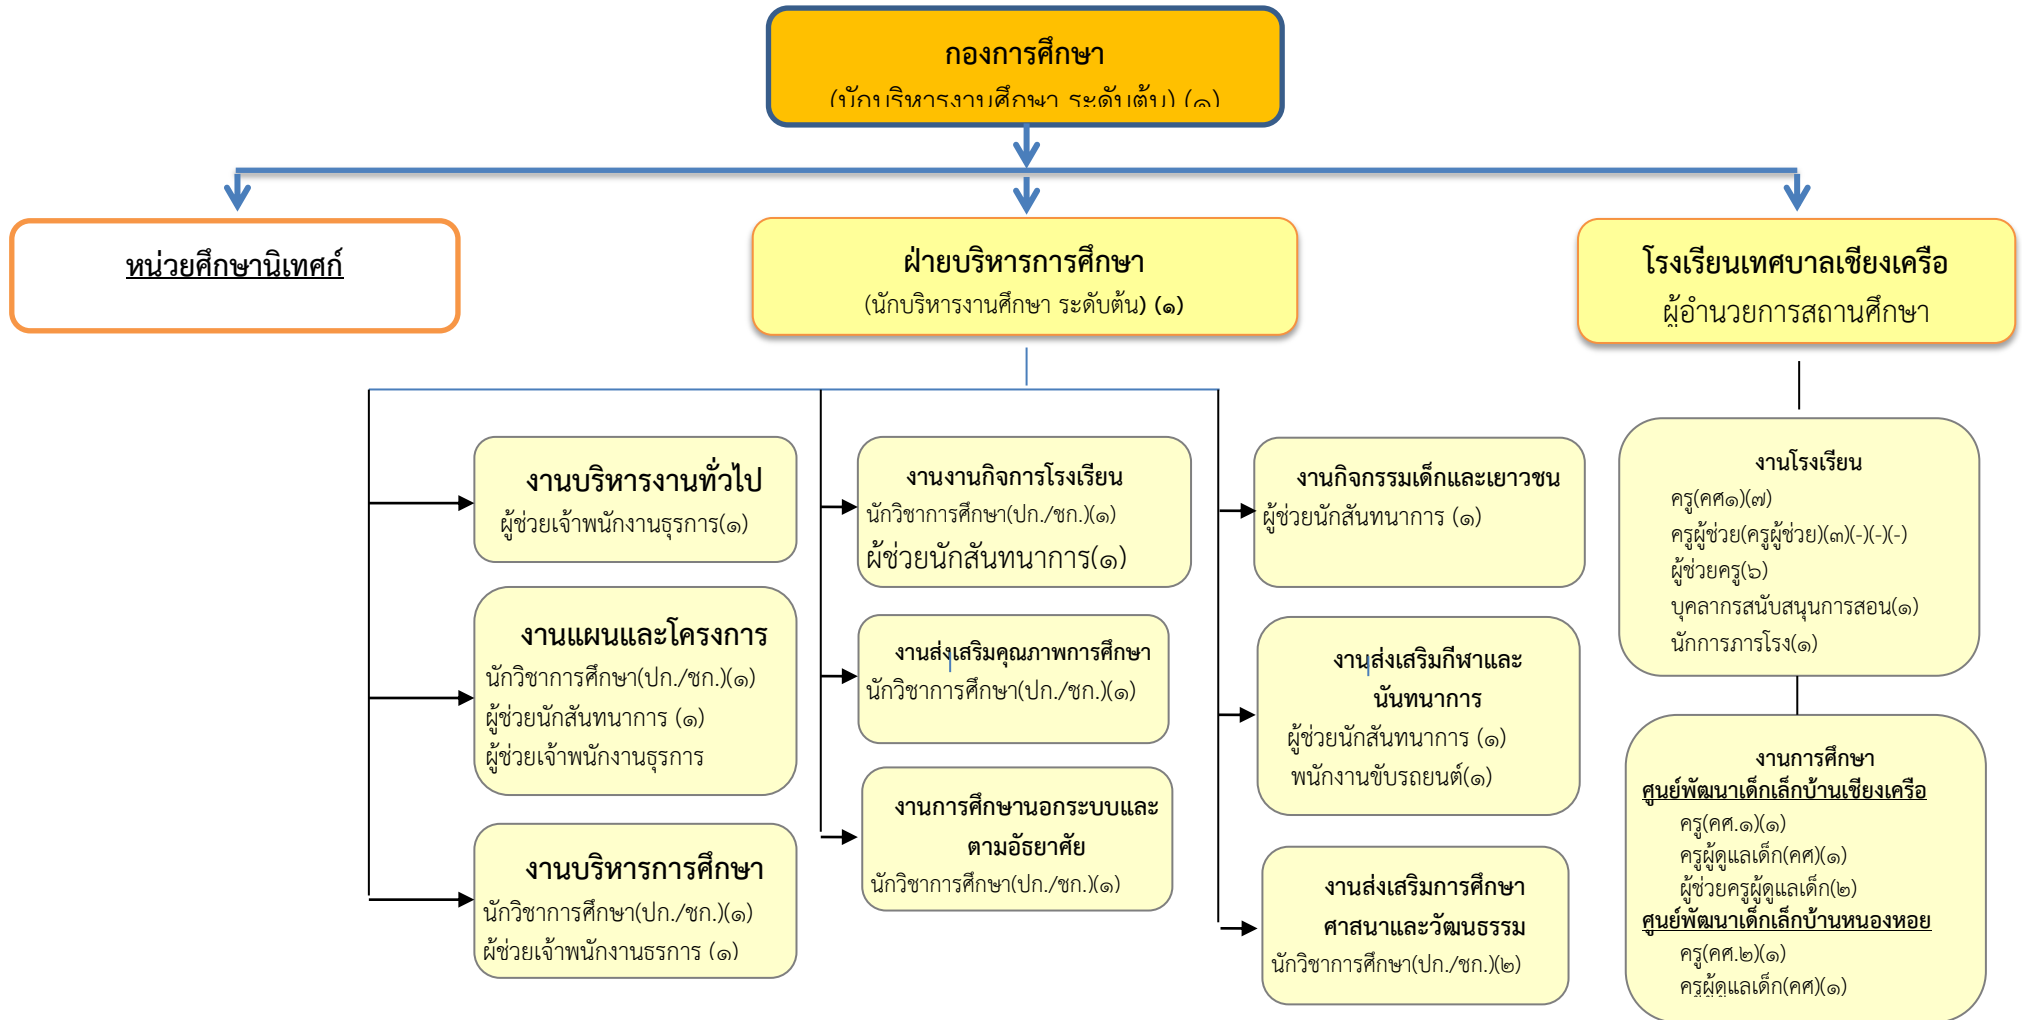 กองการศึกษา
(นักบริหารงานศึกษา ระดับต้น) (๑)
หน่วยศึกษานิเทศก์
ฝ่ายบริหารการศึกษา
(นักบริหารงานศึกษา ระดับต้น) (๑)
โรงเรียนเทศบาลเชียงเครือ
ผู้อำนวยการสถานศึกษา
งานบริหารงานทั่วไป
ผู้ช่วยเจ้าพนักงานธุรการ(๑)
งานแผนและโครงการ
นักวิชาการศึกษา(ปก./ชก.)(๑)
ผู้ช่วยนักสันทนาการ (๑)
ผู้ช่วยเจ้าพนักงานธุรการ
งานบริหารการศึกษา
นักวิชาการศึกษา(ปก./ชก.)(๑)
ผู้ช่วยเจ้าพนักงานธุรการ (๑)
งานงานกิจการโรงเรียน
นักวิชาการศึกษา(ปก./ชก.)(๑)
ผู้ช่วยนักสันทนาการ(๑)
งานส่งเสริมคุณภาพการศึกษา
นักวิชาการศึกษา(ปก./ชก.)(๑)
งานการศึกษานอกระบบและ
ตามอัธยาศัย
นักวิชาการศึกษา(ปก./ชก.)(๑)
งานกิจกรรมเด็กและเยาวชน
ผู้ช่วยนักสันทนาการ (๑)
งานส่งเสริมกีฬาและ
นันทนาการ
ผู้ช่วยนักสันทนาการ (๑)
พนักงานขับรถยนต์(๑)
งานส่งเสริมการศึกษา
ศาสนาและวัฒนธรรม
นักวิชาการศึกษา(ปก./ชก.)(๒)
งานโรงเรียน
ครู(คศ๑)(๗)
ครูผู้ช่วย(ครูผู้ช่วย)(๓)(-)(-)(-)
ผู้ช่วยครู(๖)
บุคลากรสนับสนุนการสอน(๑)
นักการภารโรง(๑)
งานการศึกษา
ศูนย์พัฒนาเด็กเล็กบ้านเชียงเครือ
ครู(คศ.๑)(๑)
ครูผู้ดูแลเด็ก(คศ)(๑)
ผู้ช่วยครูผู้ดูแลเด็ก(๒)
ศูนย์พัฒนาเด็กเล็กบ้านหนองหอย
ครู(คศ.๒)(๑)
ครูผู้ดูแลเด็ก(คศ)(๑)